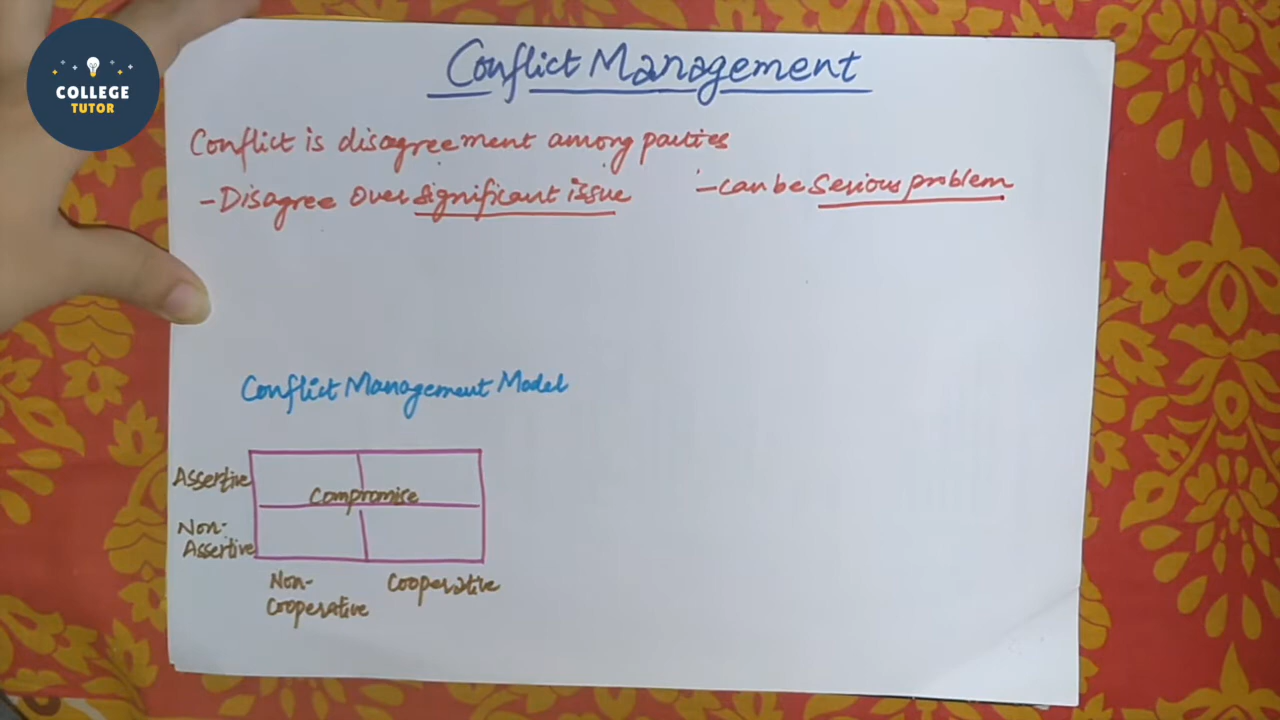 COLLEGE
TUTOR
Conflict Management
Conflict is disagreement among parties
- Disagree Over significant issue
- can be Serious problem
Conflict Management Model
Assertive
Compromise
Non-
Assertive
Non-
Cooperative
Cooperative